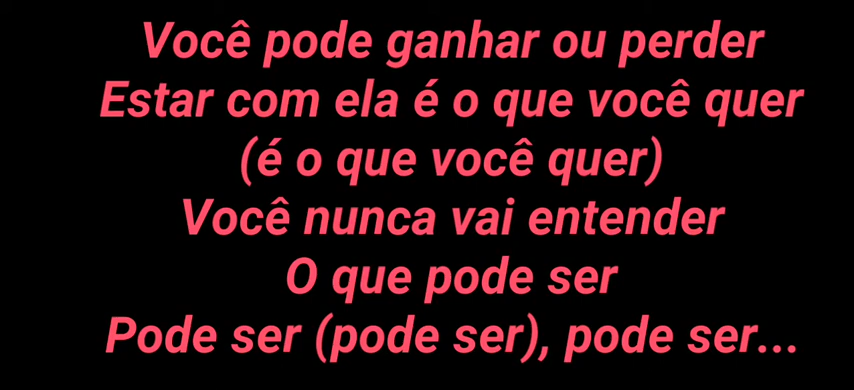 Você pode ganhar ou perder
Estar com ela é o que você quer
(é o que você quer)
Você nunca vai entender
O que pode ser
Pode ser (pode ser), pode ser...